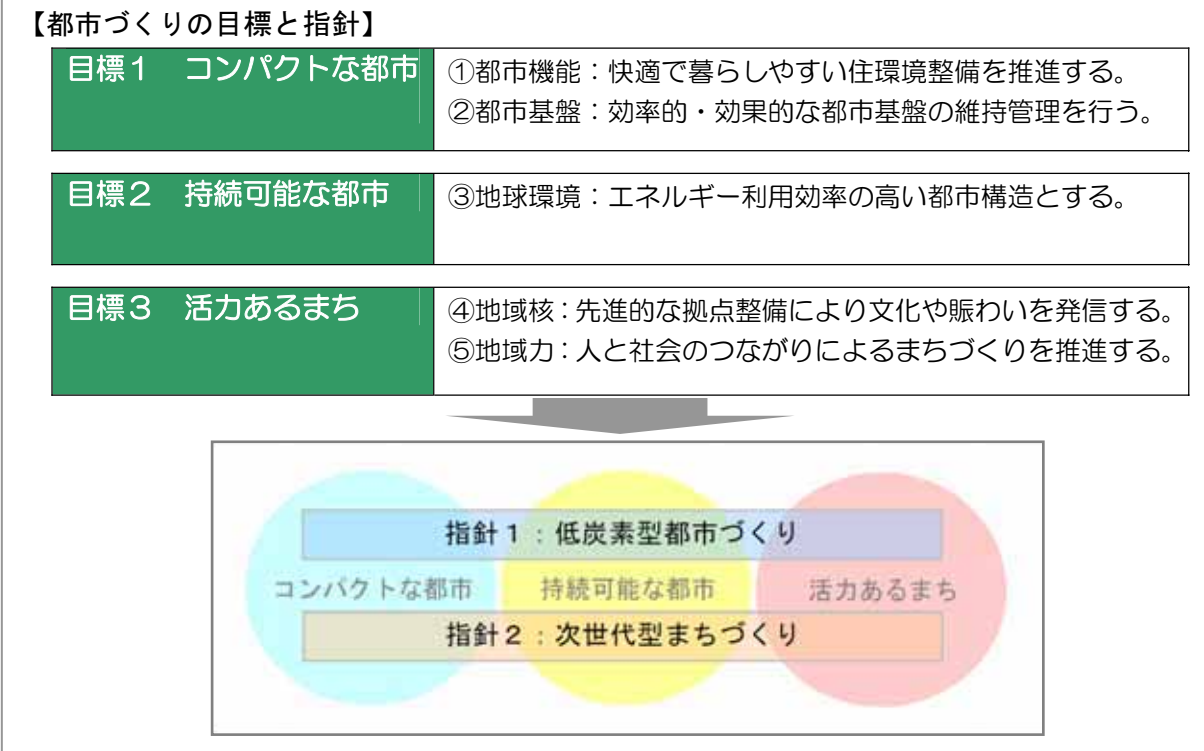 【都市づくりの目標と指針】
目標１　コンパクトな都市
①都市機能：快適で暮らしやすい住環境整備を推進する。
②都市基盤：効率的・効果的な都市基盤の維持管理を行う。
目標２　持続可能な都市
③地球環境：エネルギー利用効率の高い都市構造とする。
目標３　活力あるまち
④地域核：先進的な拠点整備により文化や賑わいを発信する。
⑤地域力：人と社会のつながりによるまちづくりを推進する。
指針１：低炭素型都市づくり
コンパクトな都市　持続可能な都市　活力あるまち
指針２：次世代型まちづくり